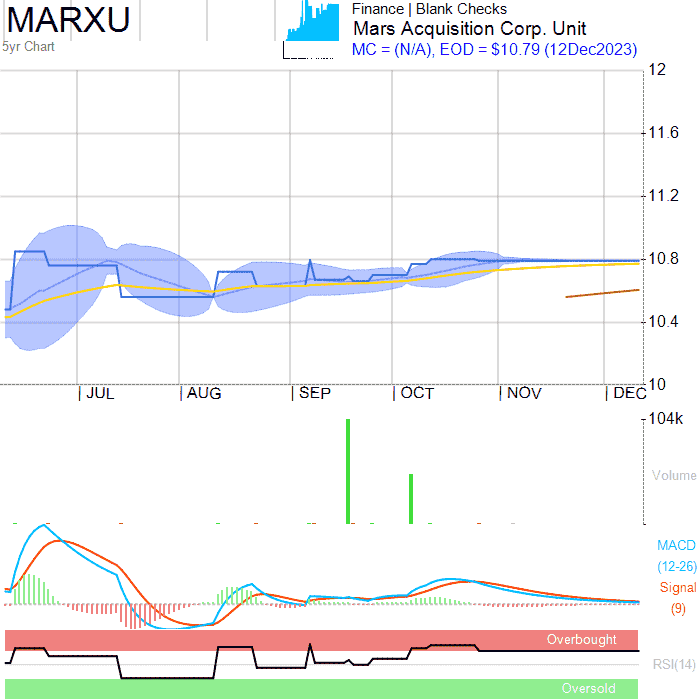 MARXU
5yr Chart
Finance | Blank Checks
Mars Acquisition Corp. Unit
MC = (N/A), EOD = $10.79 (12Dec2023)
12
11.6
11.2
10.8
10.4
10
JUL
AUG
SEP
OCT
NOV
DEC
104k
Volume
MACD
(12-26)
Signal
(9)
Overbought
RSI(14)
Oversold